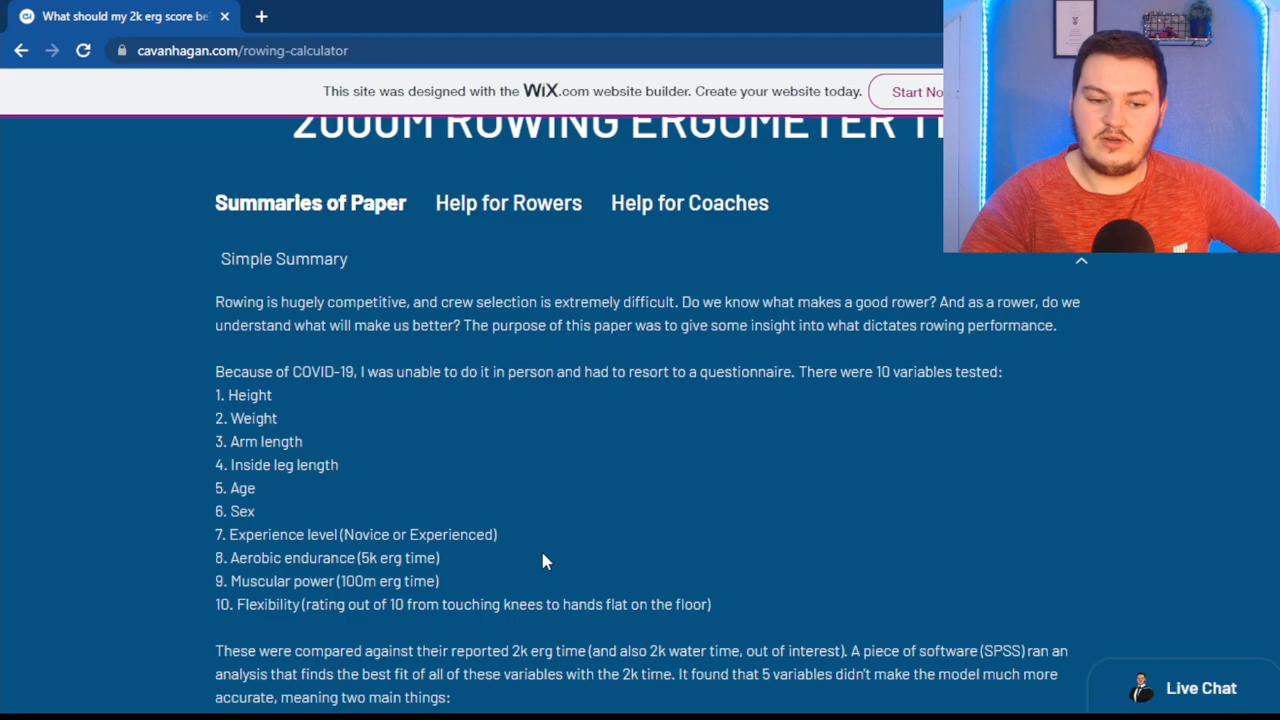 What should my 2k erg score be
cavanhagan.com/rowing-calculator
This site was designed with the WiX.com website builder. Create your website today.
Start No
2000M ROWING ERGOMETER
Summaries of Paper Help for Rowers Help for Coaches
Simple Summary
Rowing is hugely competitive, and crew selection is extremely difficult. Do we know what makes a good rower? And as a rower, do we
understand what will make us better? The purpose of this paper was to give some insight into what dictates rowing performance.
Because of COVID-19, I was unable to do it in person and had to resort to a questionnaire. There were 10 variables tested:
1. Height
2. Weight
3. Arm length
4. Inside leg length
5. Age
6. Sex
7. Experience level (Novice or Experienced)
8. Aerobic endurance (5k erg time)
9. Muscular power (100m erg time)
10. Flexibility (rating out of 10 from touching knees to hands flat on the floor)
These were compared against their reported 2k erg time (and also 2k water time, out of interest). A piece of software (SPSS) ran an
analysis that finds the best fit of all of these variables with the 2k time. It found that 5 variables didn't make the model much more
accurate, meaning two main things:
Live Chat